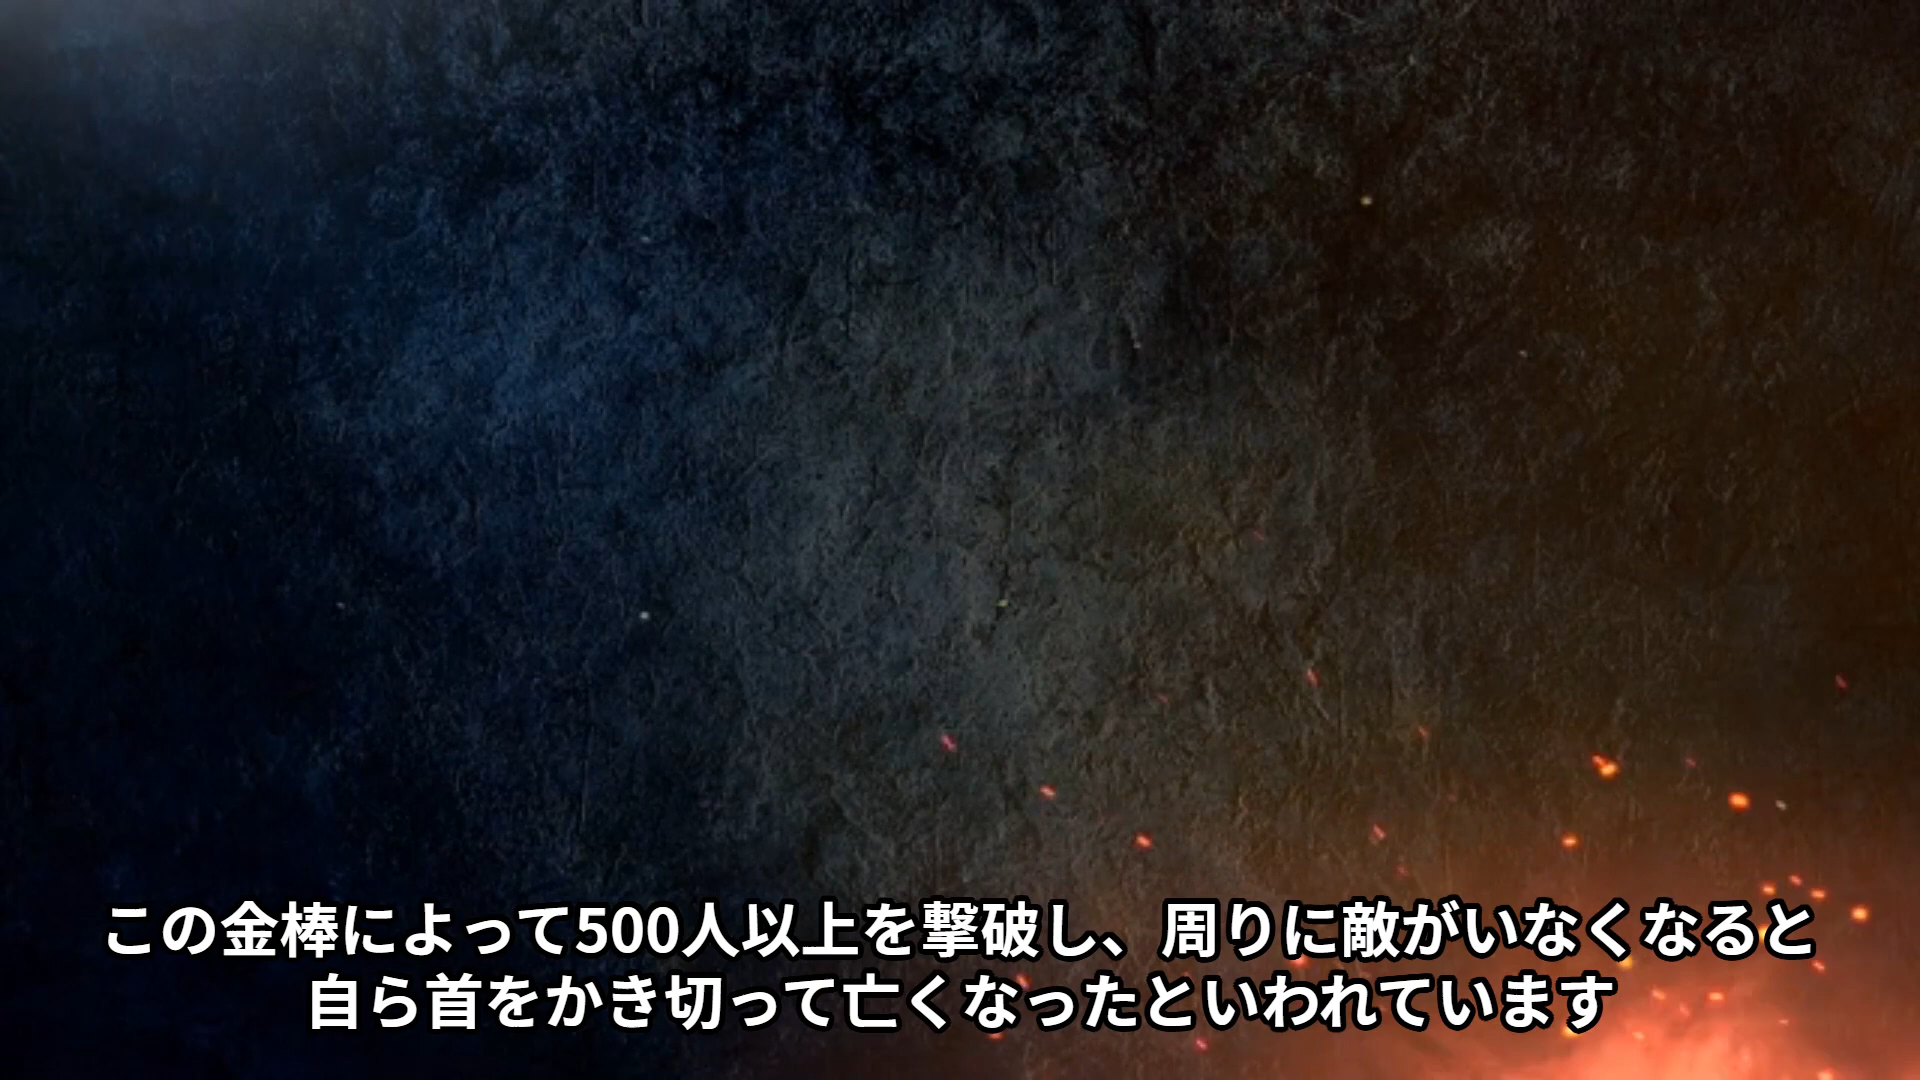 この金棒によって500人以上を撃破し、周りに敵がいなくなると
自ら首をかき切って亡くなったといわれています